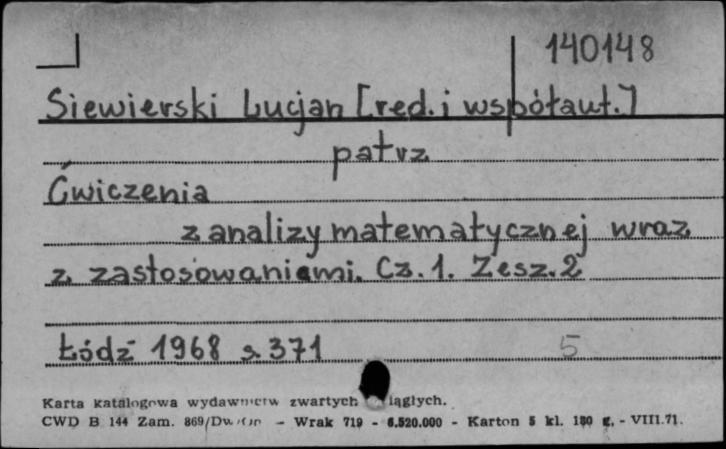 140148
Siewierski Lucjan [red. i współaut.]
patrz
Ćwiczenia
z analizy matematycznej wraz
z zastosowaniami. Cz. 1. Zesz. 2
Łódź 1968 s. 371 5
Karta katalogowa wydawnictw zwartych iągłych.
CWD B 144 Zam. 869/Dw - Wrak 719 - 6.520.000 - Karton 5 kl. 180 g. - VIII.71.